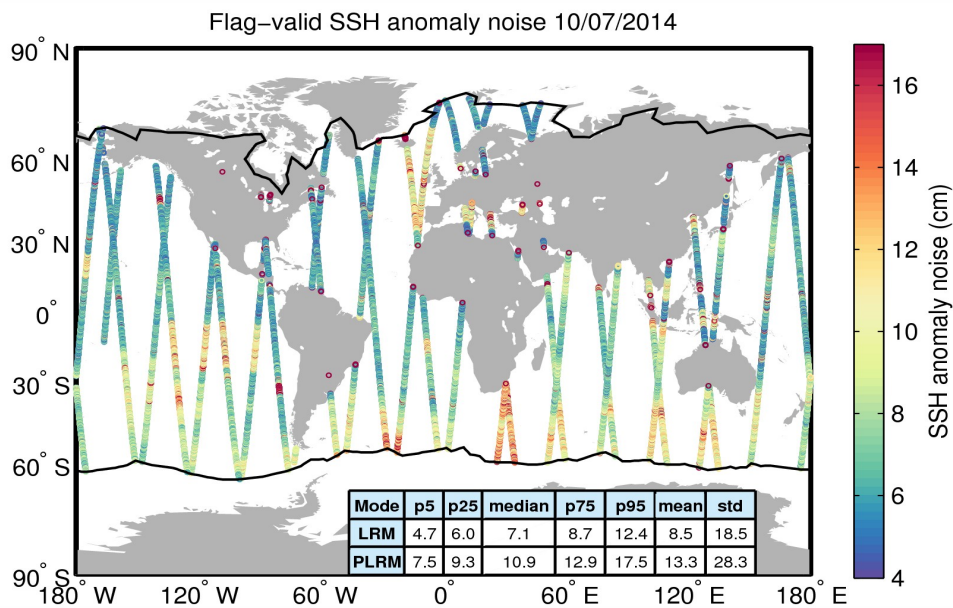 Flag−valid SSH anomaly noise 10/07/2014
90° N
60° N
30° N
0°
30° S
60° S
90° S
180° W 120° W 60° W 0° 60° E 120° E 180° E
16
14
12
10
8
6
4
SSH anomaly noise (cm)
Mode p5 p25 median p75 p95 mean std
LRM 4.7 6.0 7.1 8.7 12.4 8.5 18.5
PLRM 7.5 9.3 10.9 12.9 17.5 13.3 28.3